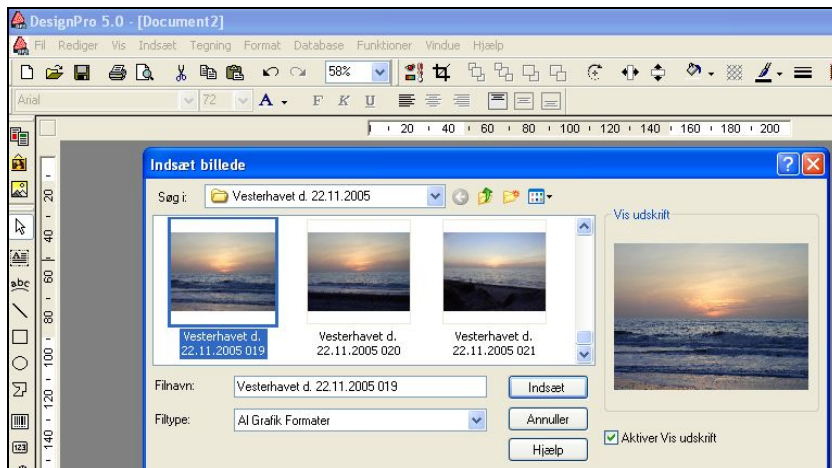 DesignPro 5.0 - [Document2]
Fil Rediger Vis Indsæt Tegning Format Database Funktioner Vindue Hjælp
58%
Arial 72 A F K U
20 40 60 80 100 120 140 160 180 200
Indsæt billede
Søg i: Vesterhavet d. 22.11.2005
Vis udskrift
Vesterhavet d. 22.11.2005 019
Vesterhavet d. 22.11.2005 020
Vesterhavet d. 22.11.2005 021
Filnavn: Vesterhavet d. 22.11.2005 019 Indsæt
Filtype: Al Grafik Formater Annuller
Aktiver Vis udskrift
Hjælp
abc
123
20
40
60
80
100
120
140